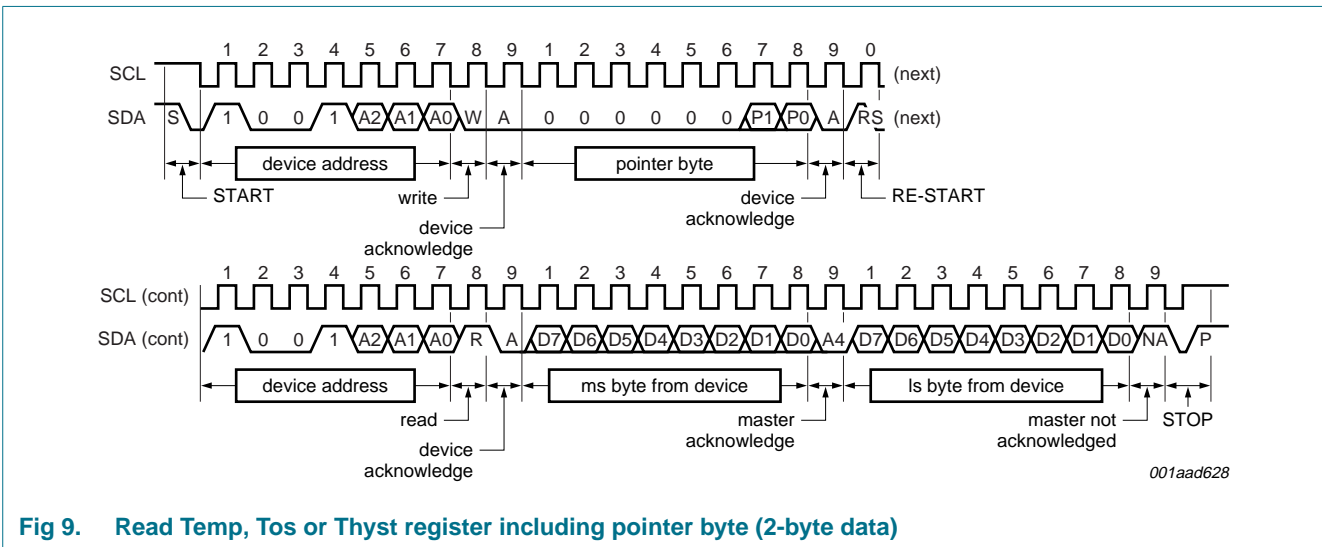 1 2 3 4 5 6 7 8 9 1 2 3 4 5 6 7 8 9 0
SCL (next)
SDA S 1 0 0 1 A2 A1 A0 W A 0 0 0 0 0 0 P1 P0 A RS (next)
device address pointer byte
START write device RE-START
acknowledge
device
acknowledge
1 2 3 4 5 6 7 8 9 1 2 3 4 5 6 7 8 9 1 2 3 4 5 6 7 8 9
SCL (cont)
SDA (cont) 1 0 0 1 A2 A1 A0 R A D7 D6 D5 D4 D3 D2 D1 D0 A4 D7 D6 D5 D4 D3 D2 D1 D0 NA P
device address ms byte from device ls byte from device
read master master not STOP
acknowledge acknowledged
device
acknowledge
001aad628
Fig 9. Read Temp, Tos or Thyst register including pointer byte (2-byte data)